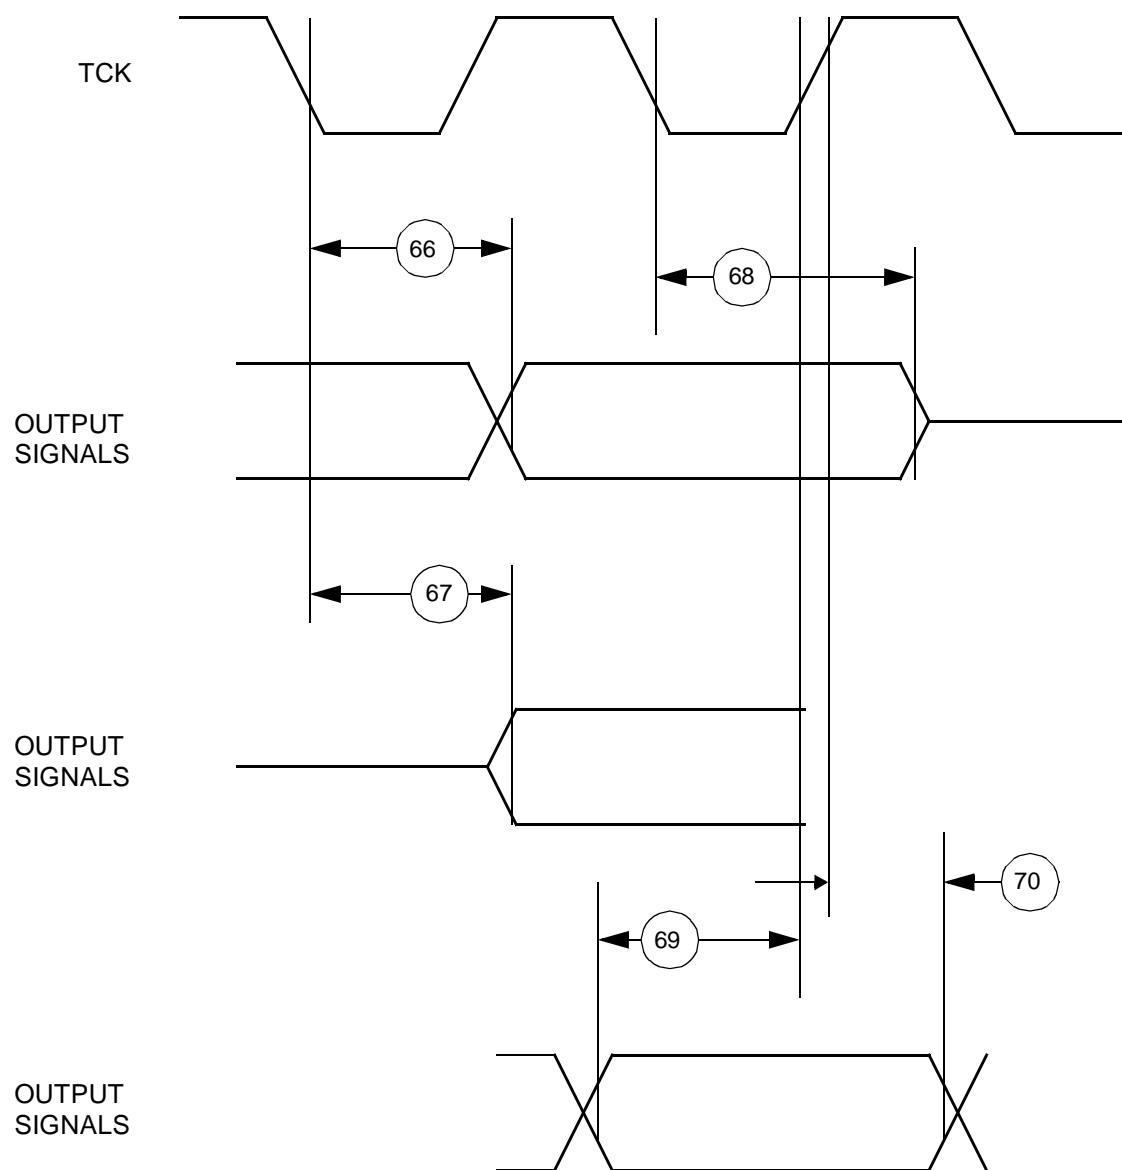 TCK
66
68
OUTPUT
SIGNALS
67
OUTPUT
SIGNALS
70
69
OUTPUT
SIGNALS